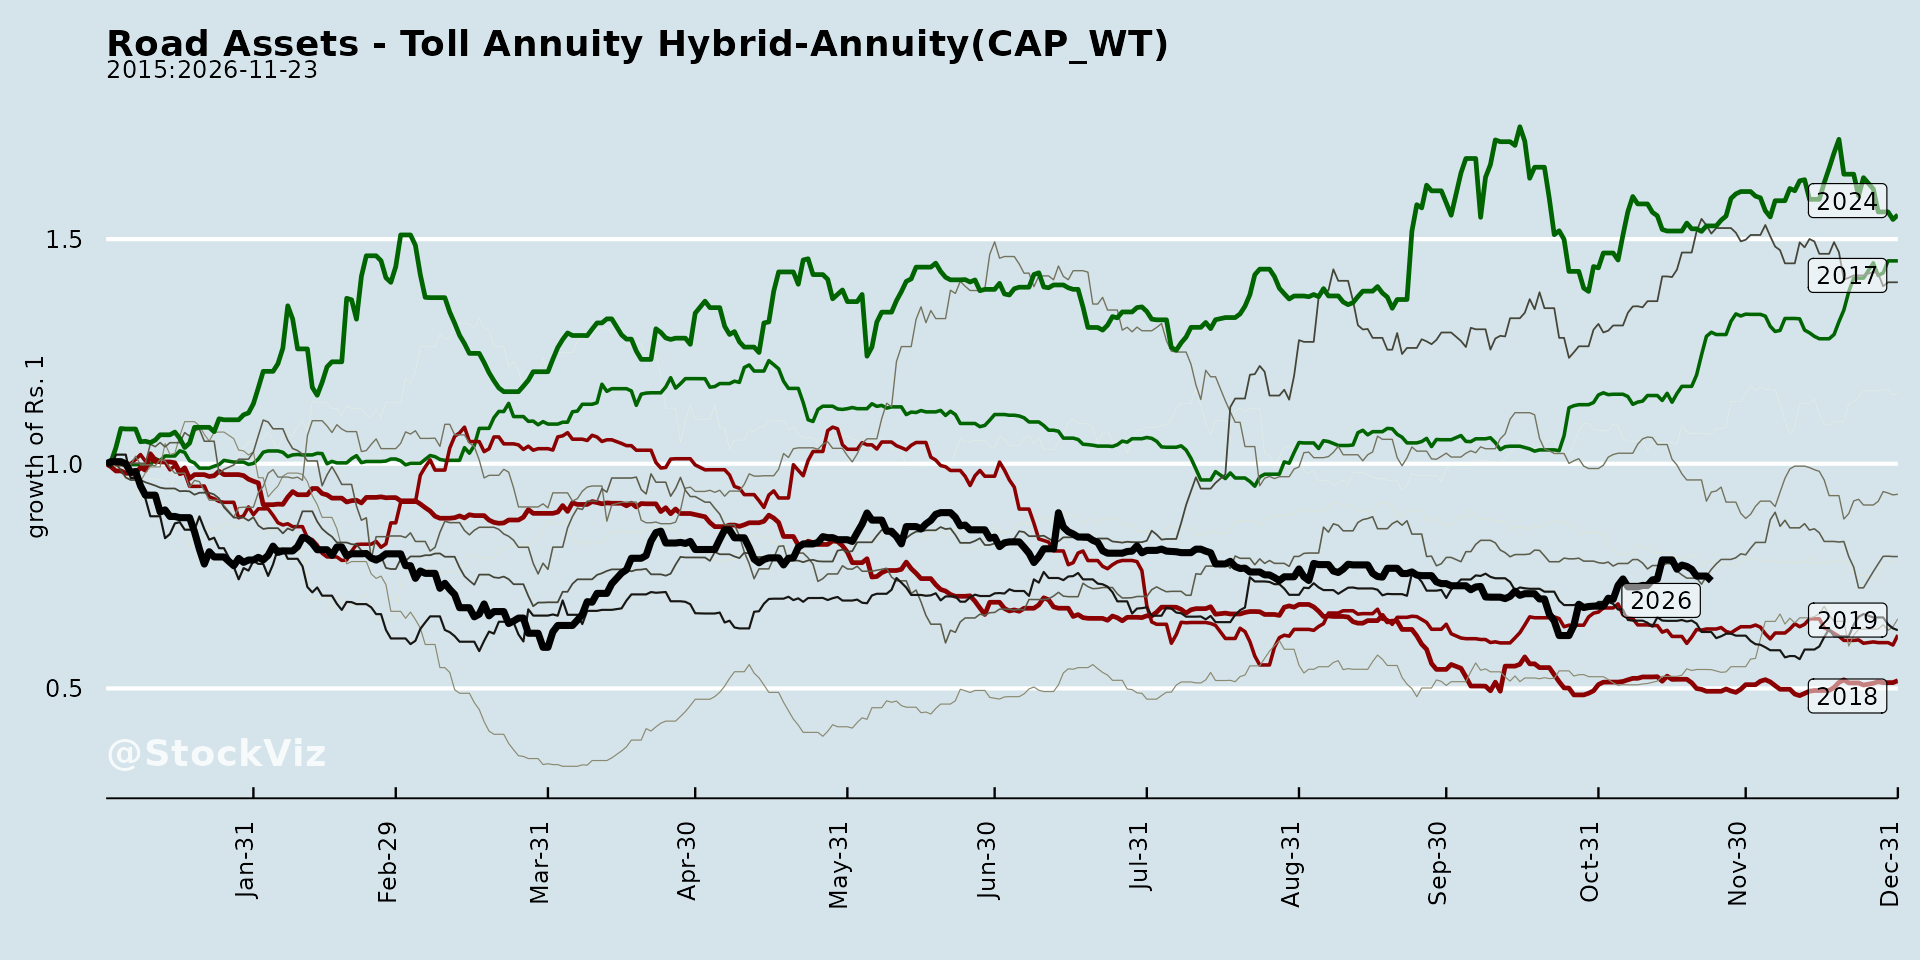 Road Assets - Toll Annuity Hybrid-Annuity(CAP_WT)
2015:2026-11-23
growth of Rs. 1
1.5
1.0
0.5
2024
2017
2026
2019
2018
@StockViz
Jan-31
Feb-29
Mar-31
Apr-30
May-31
Jun-30
Jul-31
Aug-31
Sep-30
Oct-31
Nov-30
Dec-31